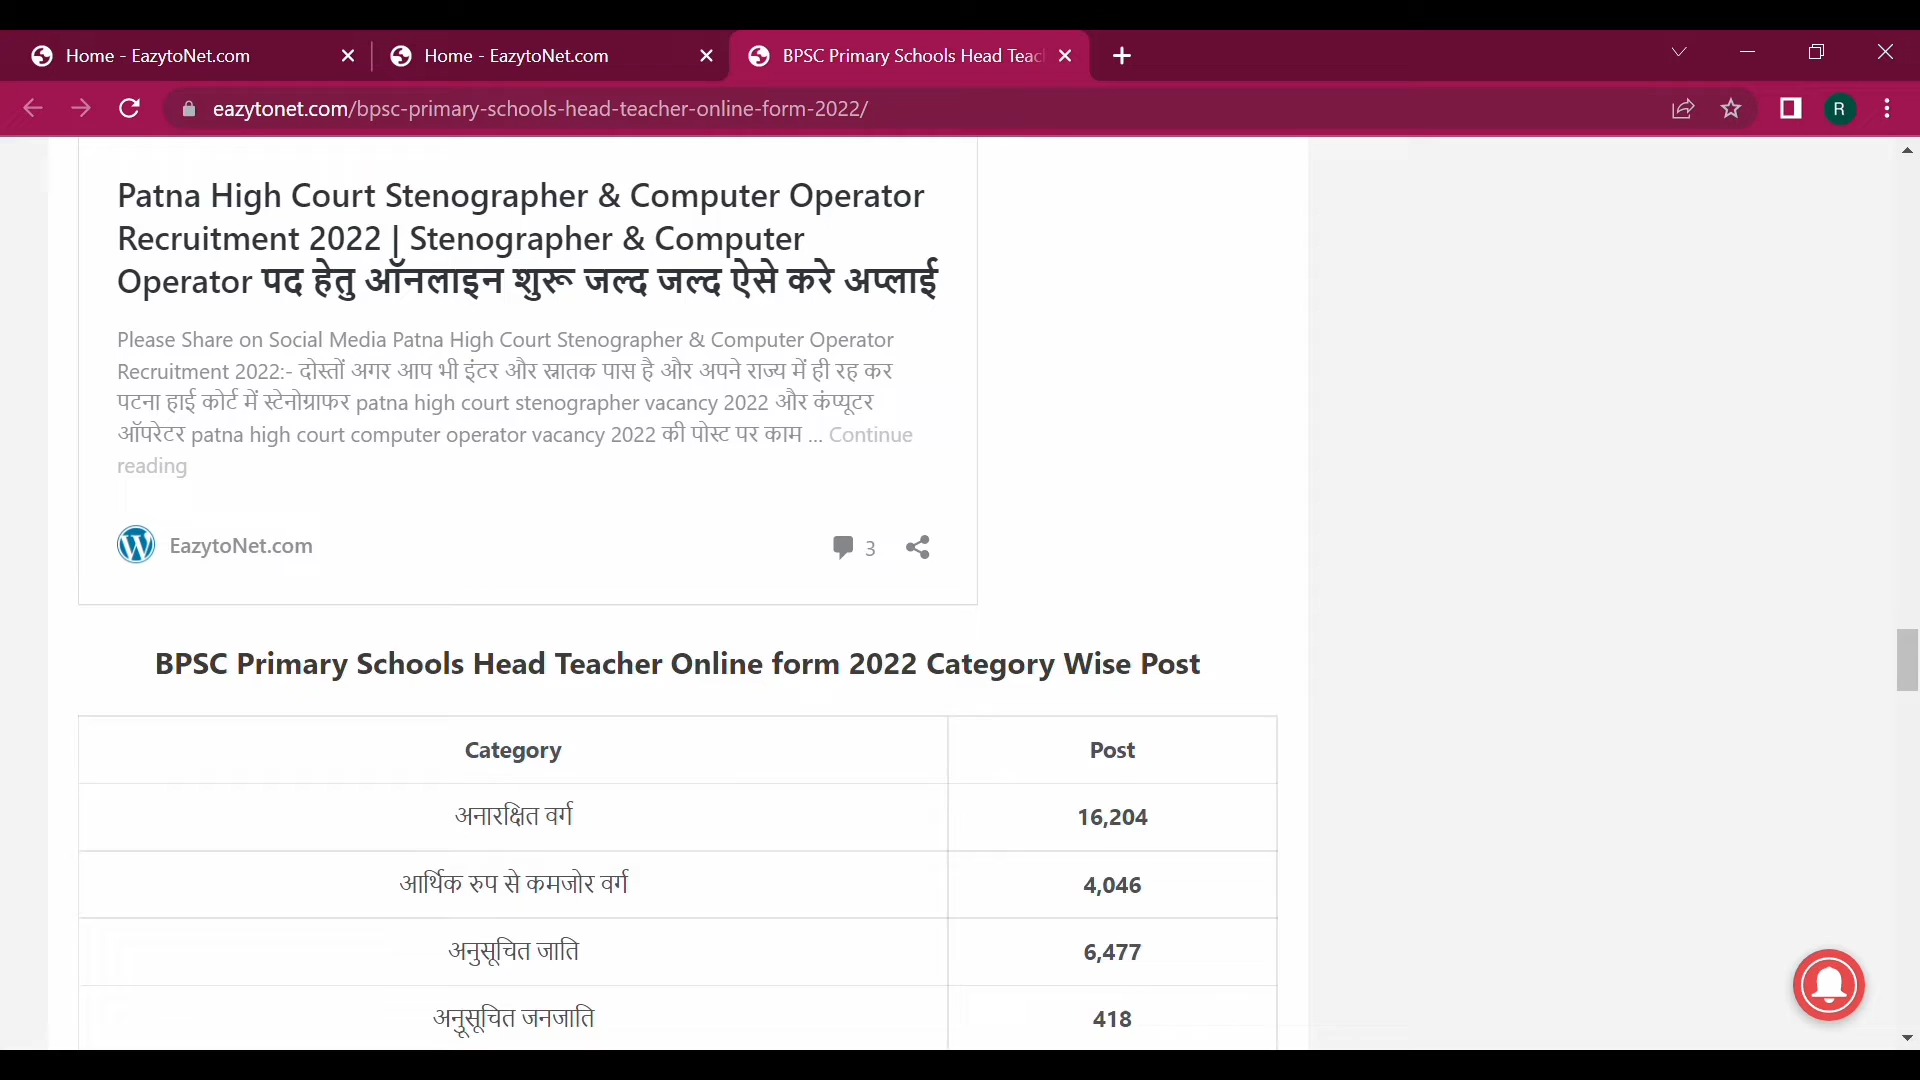 Home - EazytoNet.com
Home - EazytoNet.com
BPSC Primary Schools Head Teac
eazytonet.com/bpsc-primary-schools-head-teacher-online-form-2022/
R
Patna High Court Stenographer & Computer Operator
Recruitment 2022 | Stenographer & Computer
Operator पद हेतु ऑनलाइन शुरू जल्द जल्द ऐसे करे अप्लाई
Please Share on Social Media Patna High Court Stenographer & Computer Operator
Recruitment 2022:- दोस्तों अगर आप भी इंटर और स्नातक पास है और अपने राज्य में ही रह कर
पटना हाई कोर्ट में स्टेनोग्राफर patna high court stenographer vacancy 2022 और कंप्यूटर
ऑपरेटर patna high court computer operator vacancy 2022 की पोस्ट पर काम ... Continue
reading
EazytoNet.com
3
BPSC Primary Schools Head Teacher Online form 2022 Category Wise Post
Category Post
अनारक्षित वर्ग 16,204
आर्थिक रुप से कमजोर वर्ग 4,046
अनुसूचित जाति 6,477
अनुसूचित जनजाति 418